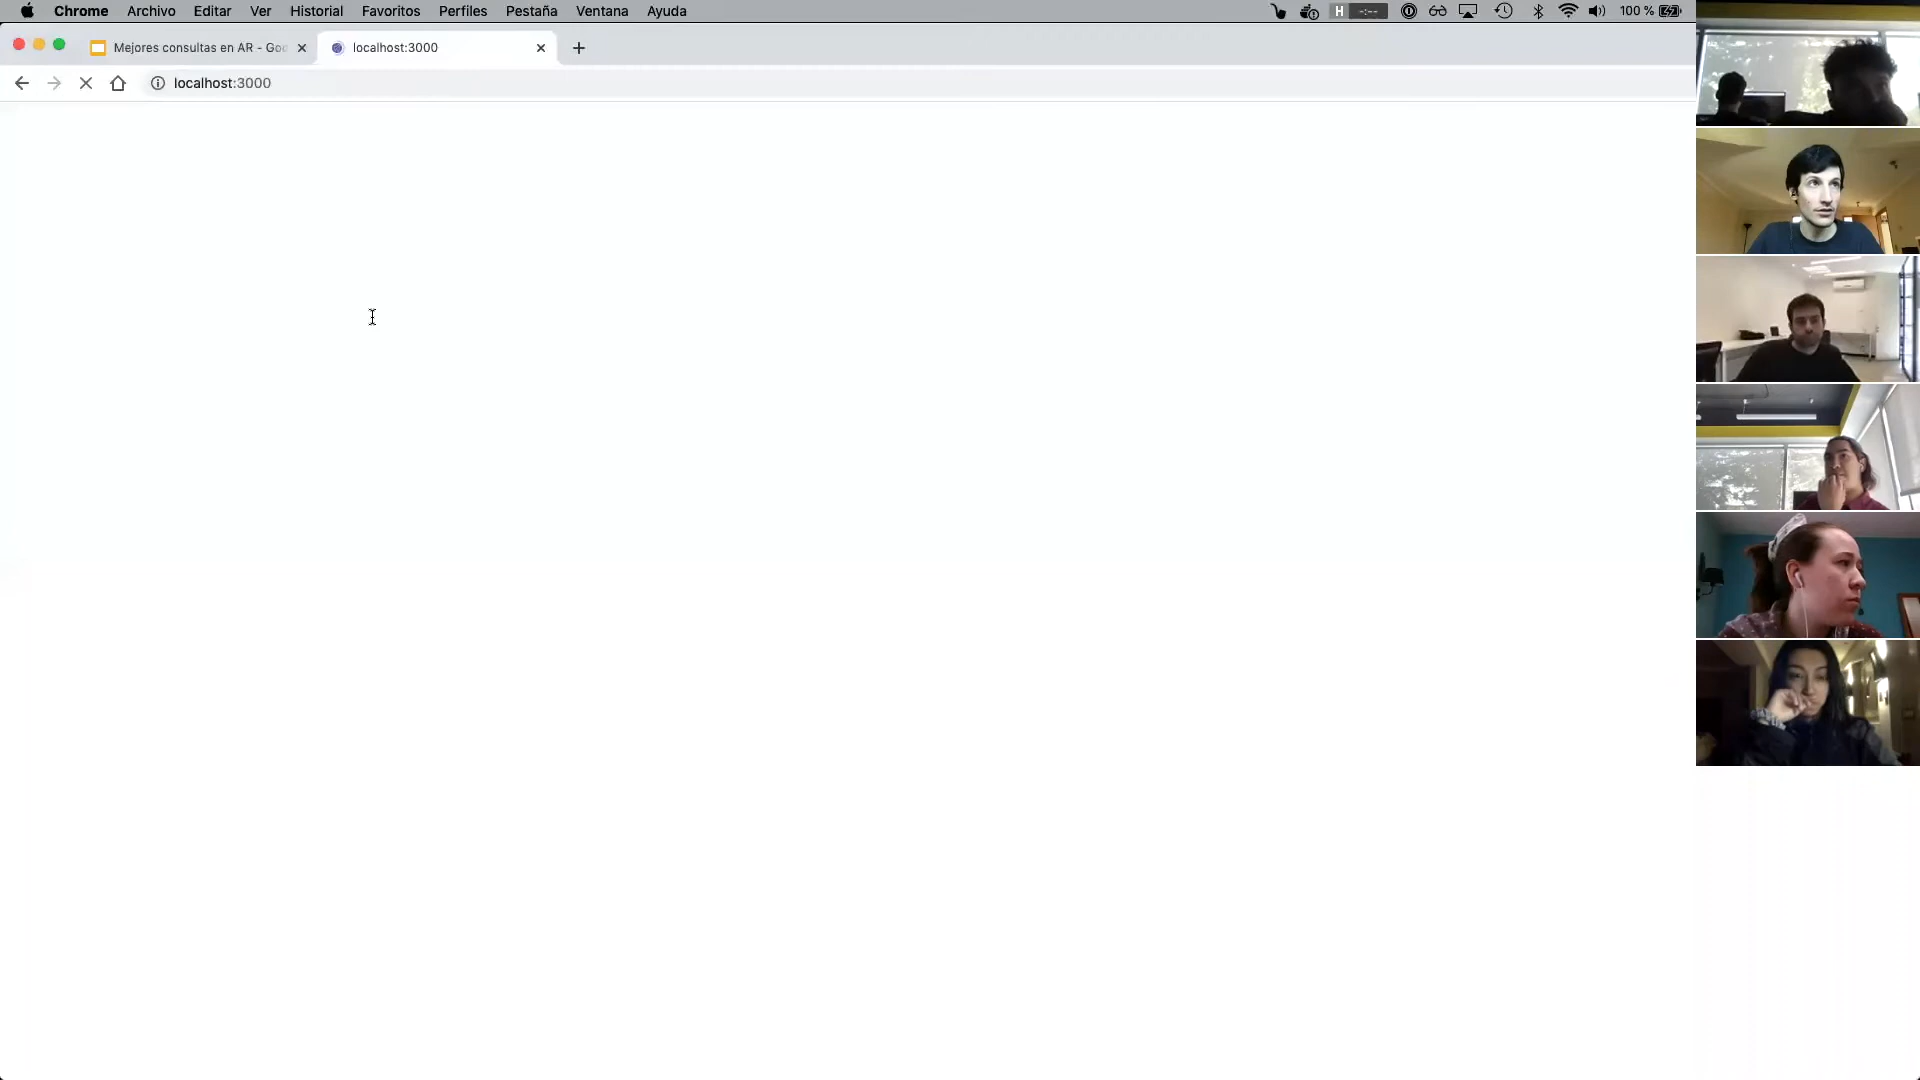 Chrome Archivo Editar Ver Historial Favoritos Perfiles Pestaña Ventana Ayuda H --:-- 100 %
Mejores consultas en AR - Goo
localhost:3000
localhost:3000